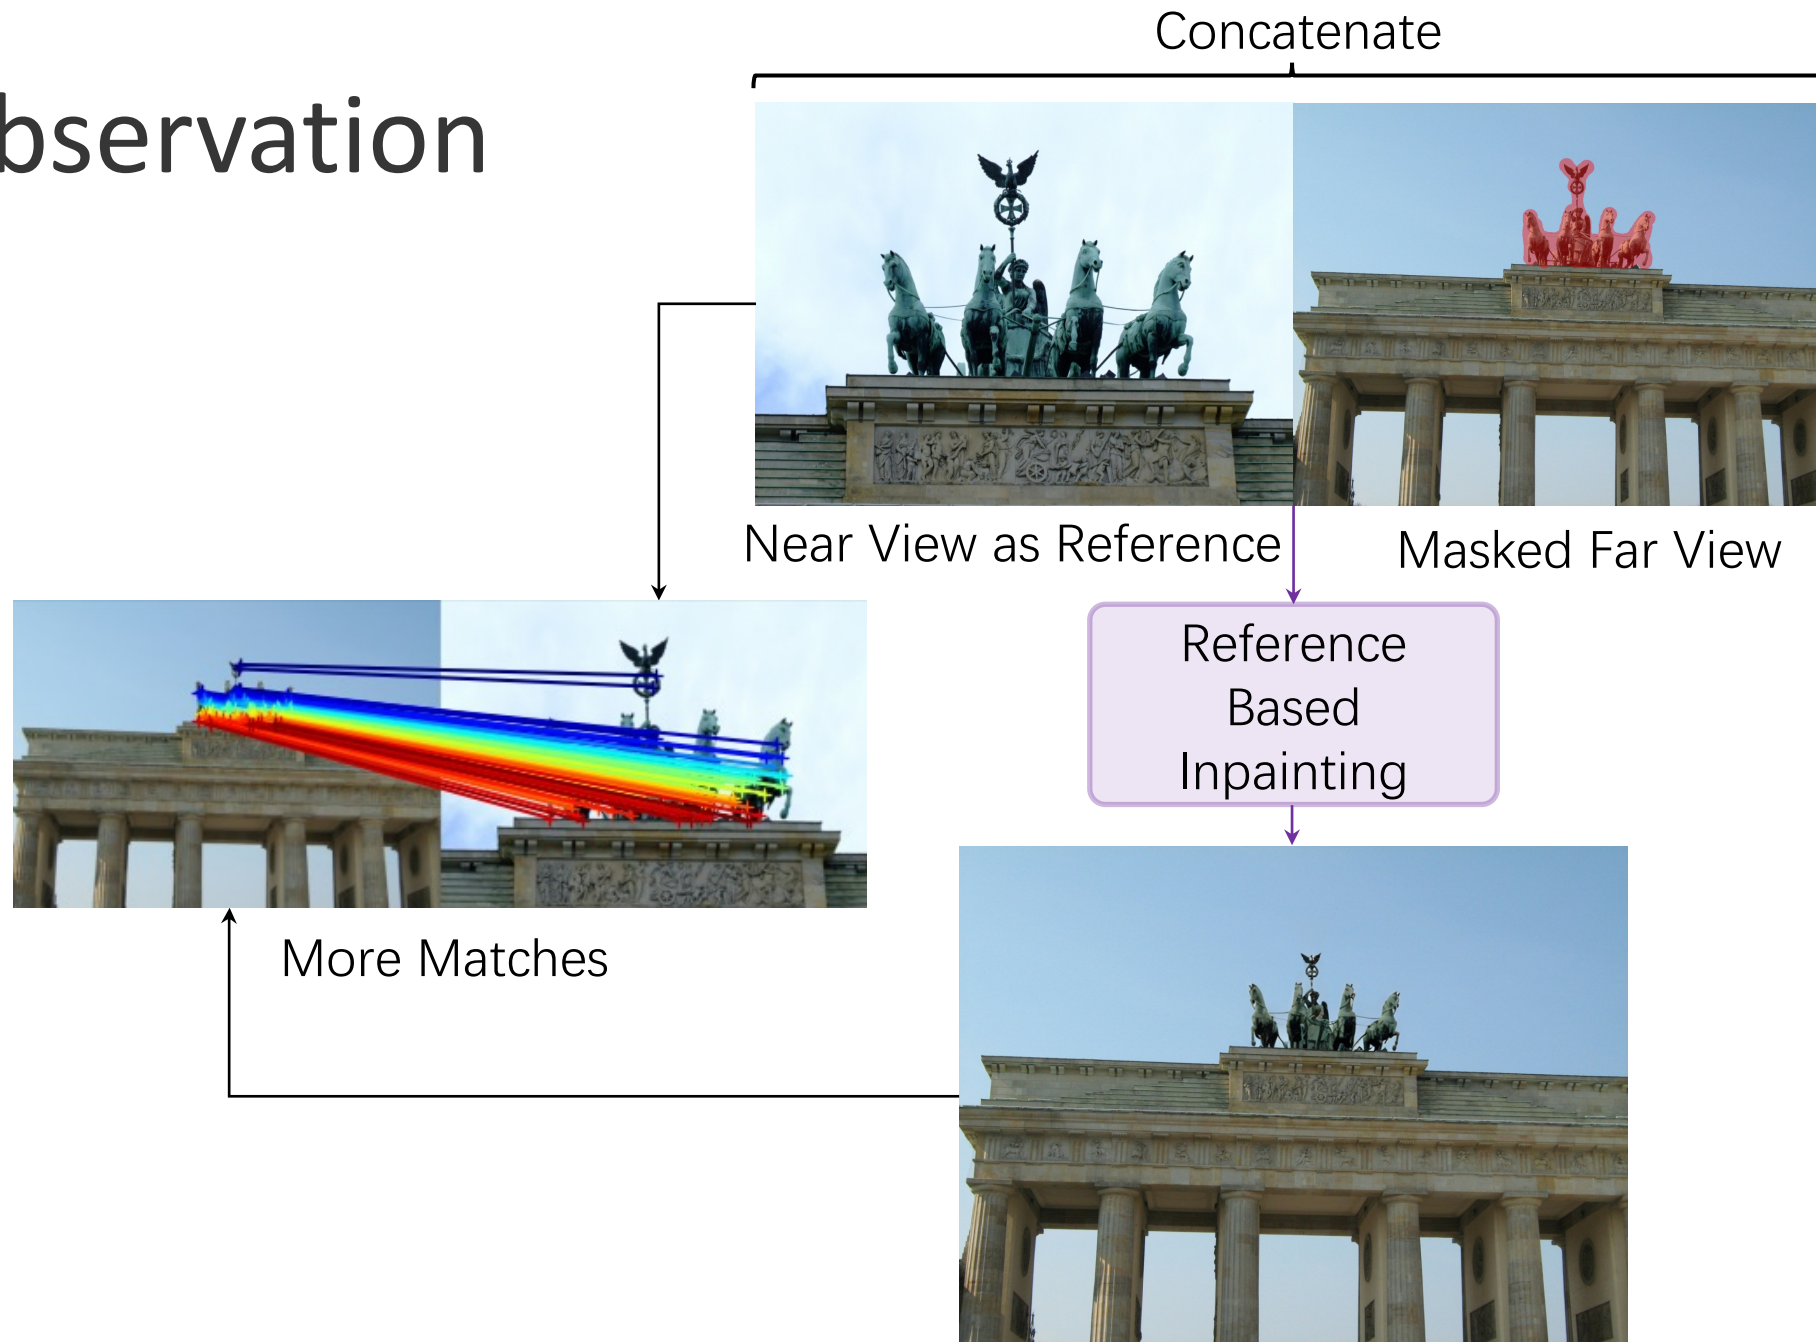 Concatenate
bservation
Near View as Reference
Masked Far View
Reference
Based
Inpainting
More Matches